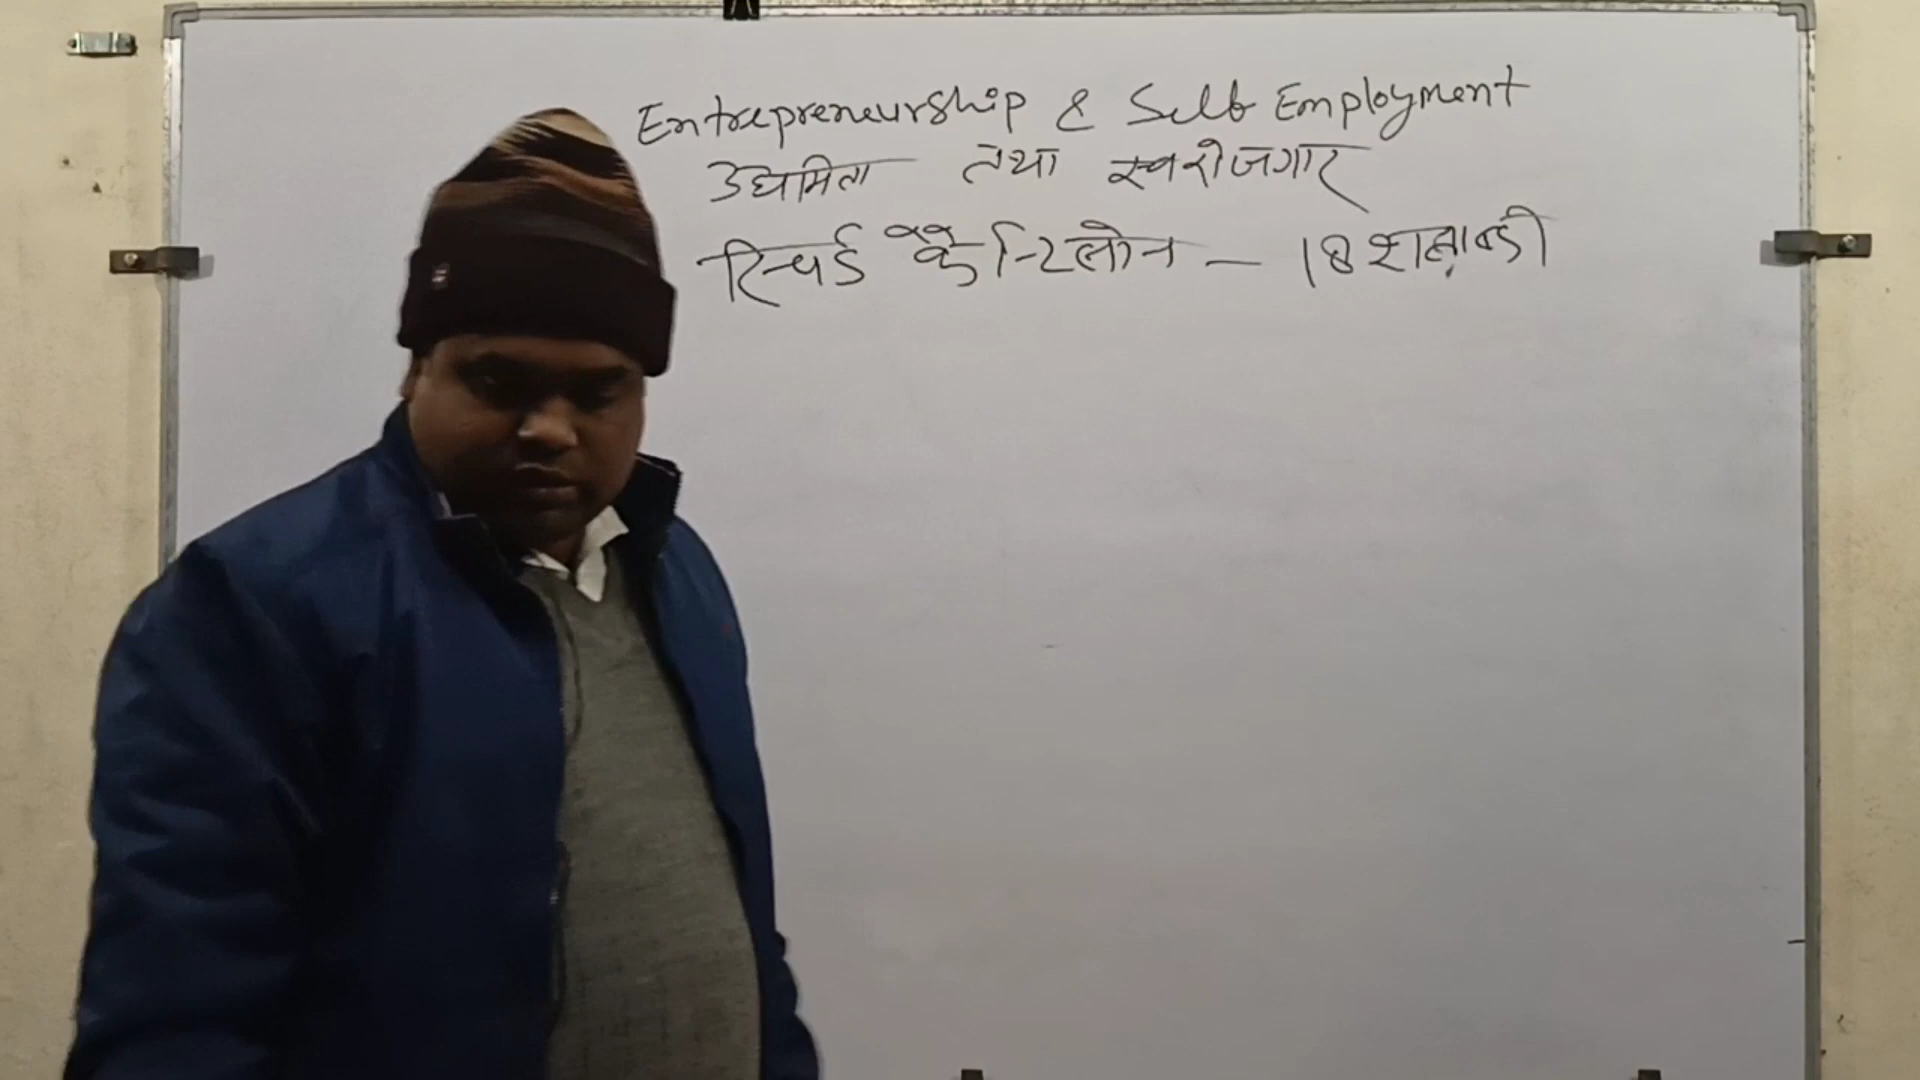 Entrepreneurship & Self Employment
उद्यमिता तथा स्वरोजगार
रिचर्ड कैन्टिलोन - 18 शताब्दी